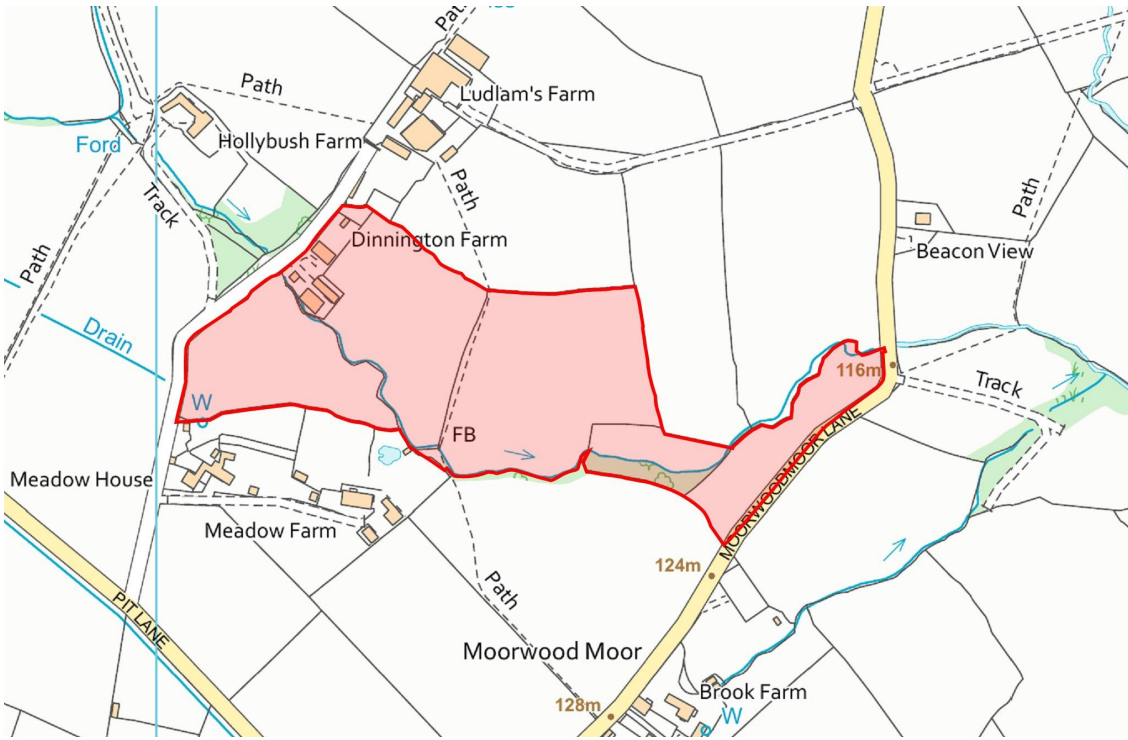 Path
Path
Ludlam's Farm
Ford
Hollybush Farm
Track
Path
Path
Path
Dinnington Farm
Beacon View
Drain
116m
Track
W
FB
MOORWOODMOOR LANE
Meadow House
Meadow Farm
124m
Path
PIT LANE
Moorwood Moor
Brook Farm
128m
W